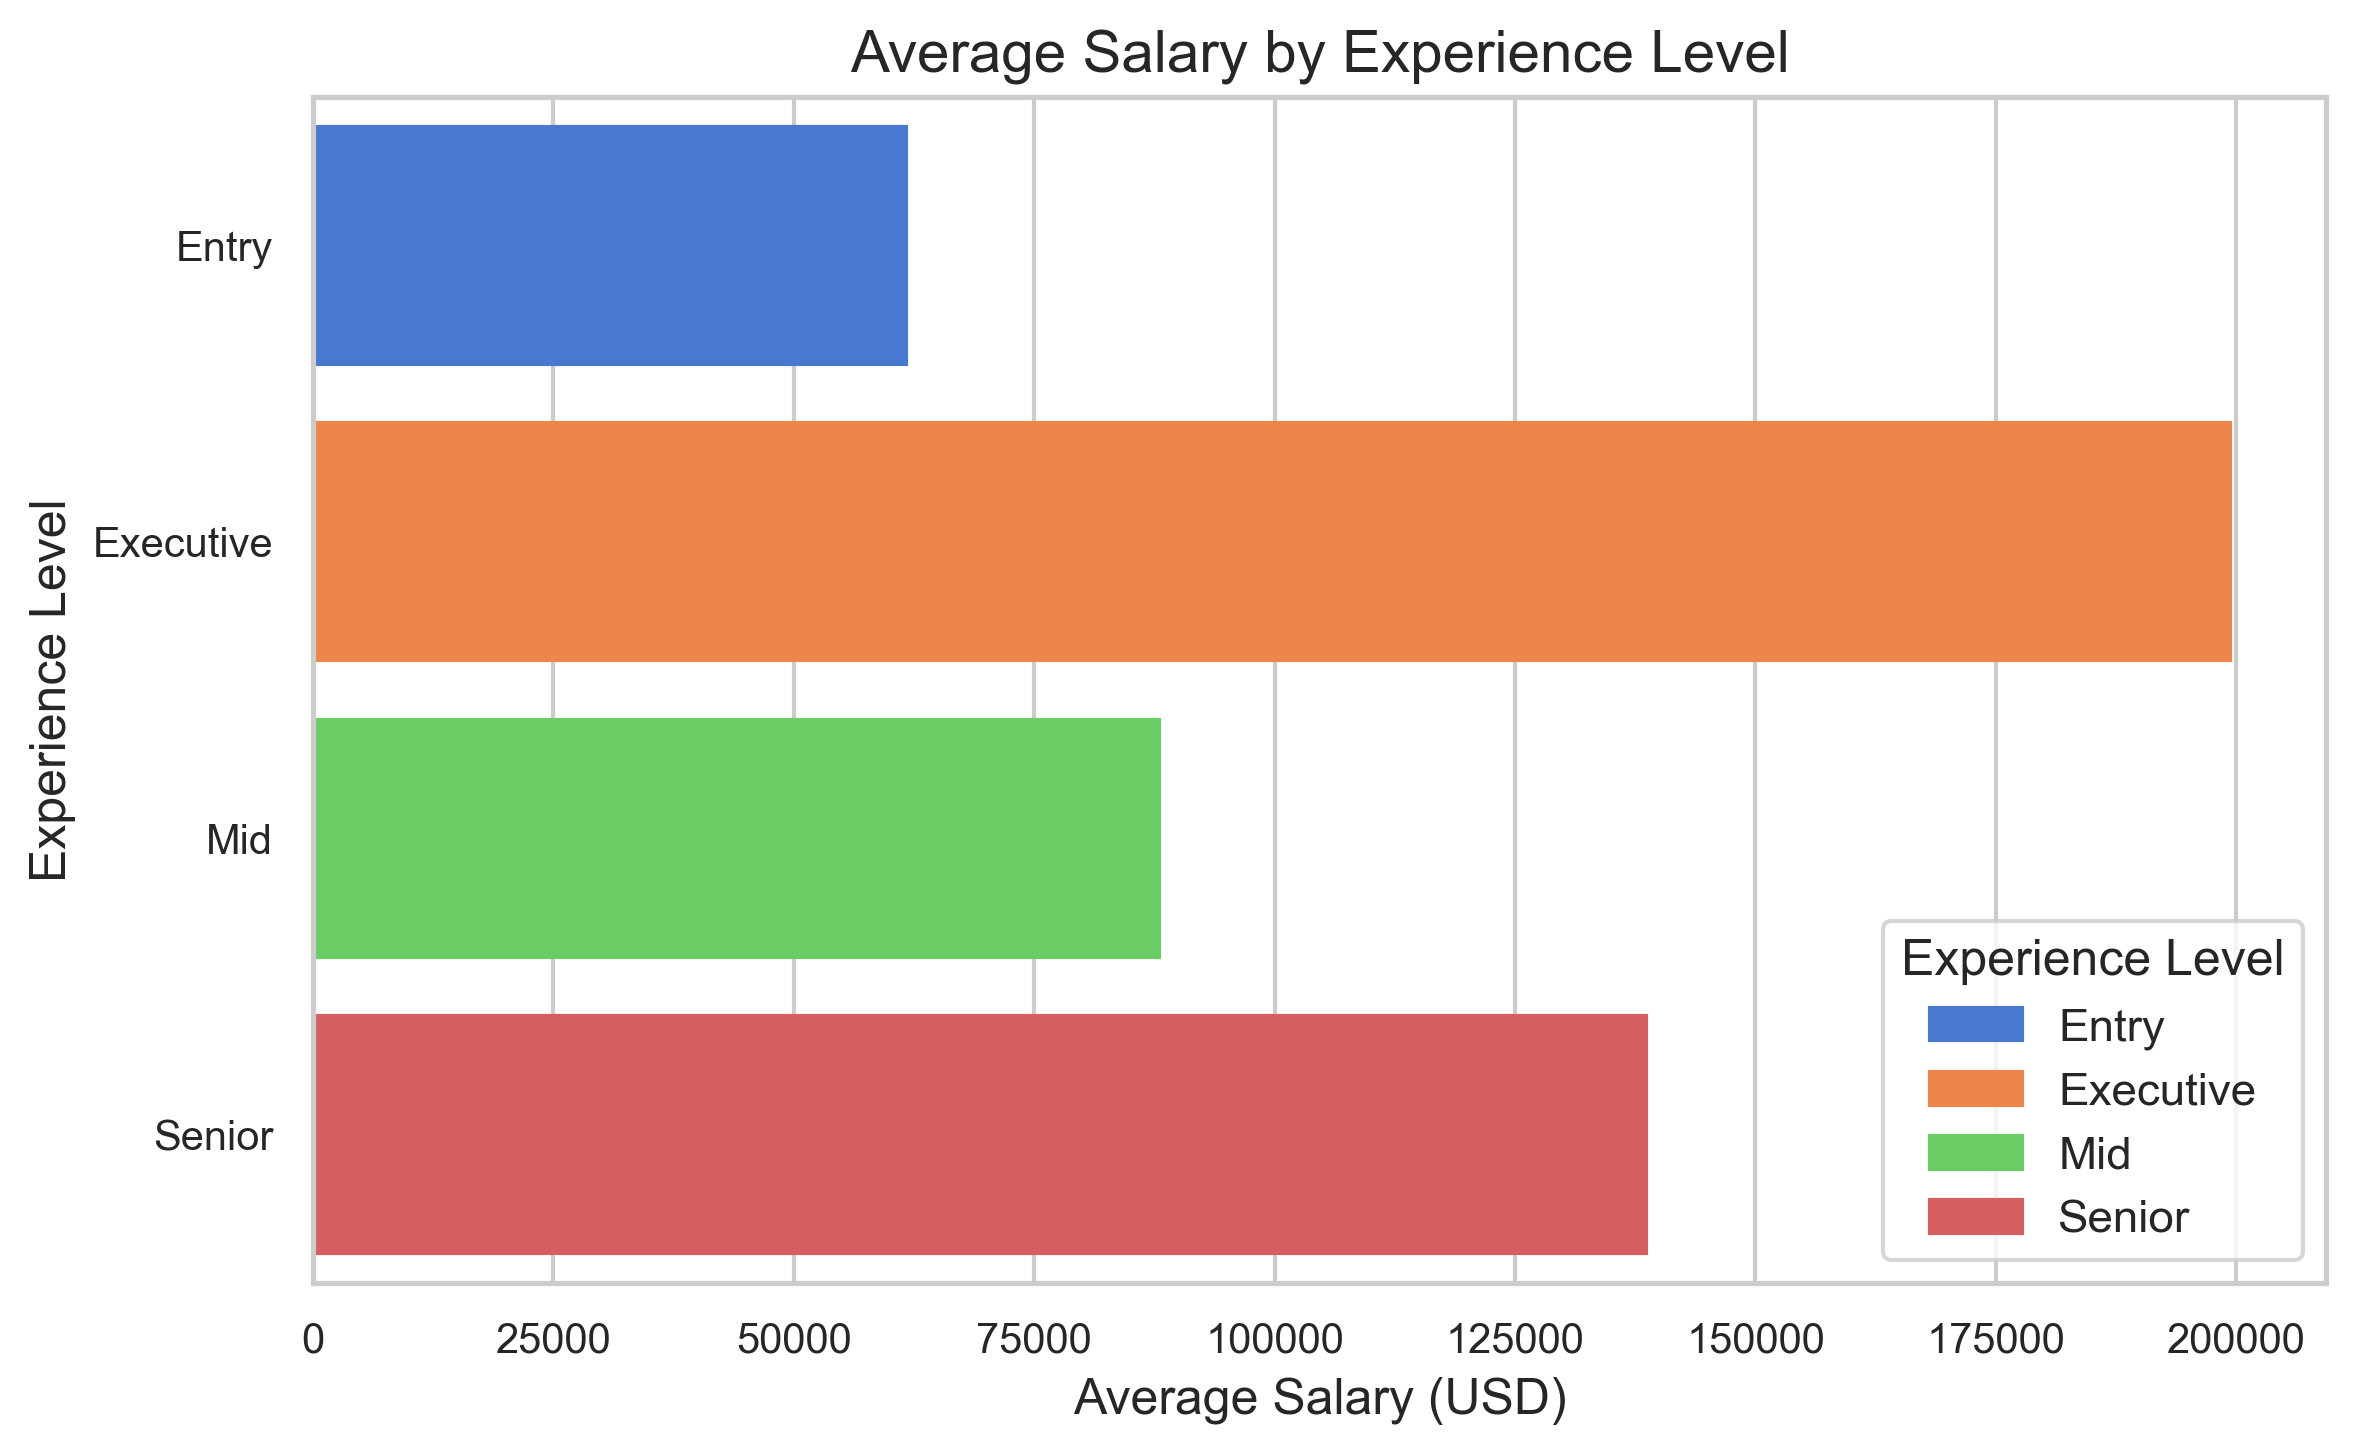 Average Salary by Experience Level
Experience Level
Entry
Executive
Mid
Senior
Experience Level
Entry
Executive
Mid
Senior
0 25000 50000 75000 100000 125000 150000 175000 200000
Average Salary (USD)